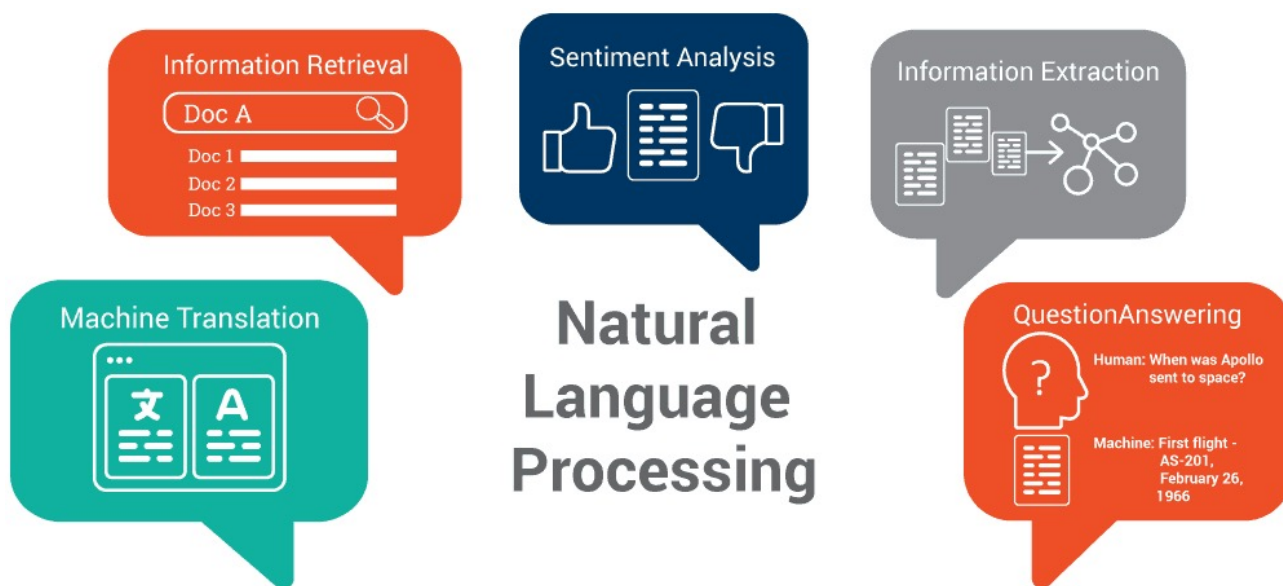 Information Retrieval
Doc A
Doc 1
Doc 2
Doc 3
Sentiment Analysis
Information Extraction
Machine Translation
文 A
Natural
Language
Processing
QuestionAnswering
?
Human: When was Apollo
sent to space?
Machine: First flight -
AS-201,
February 26,
1966